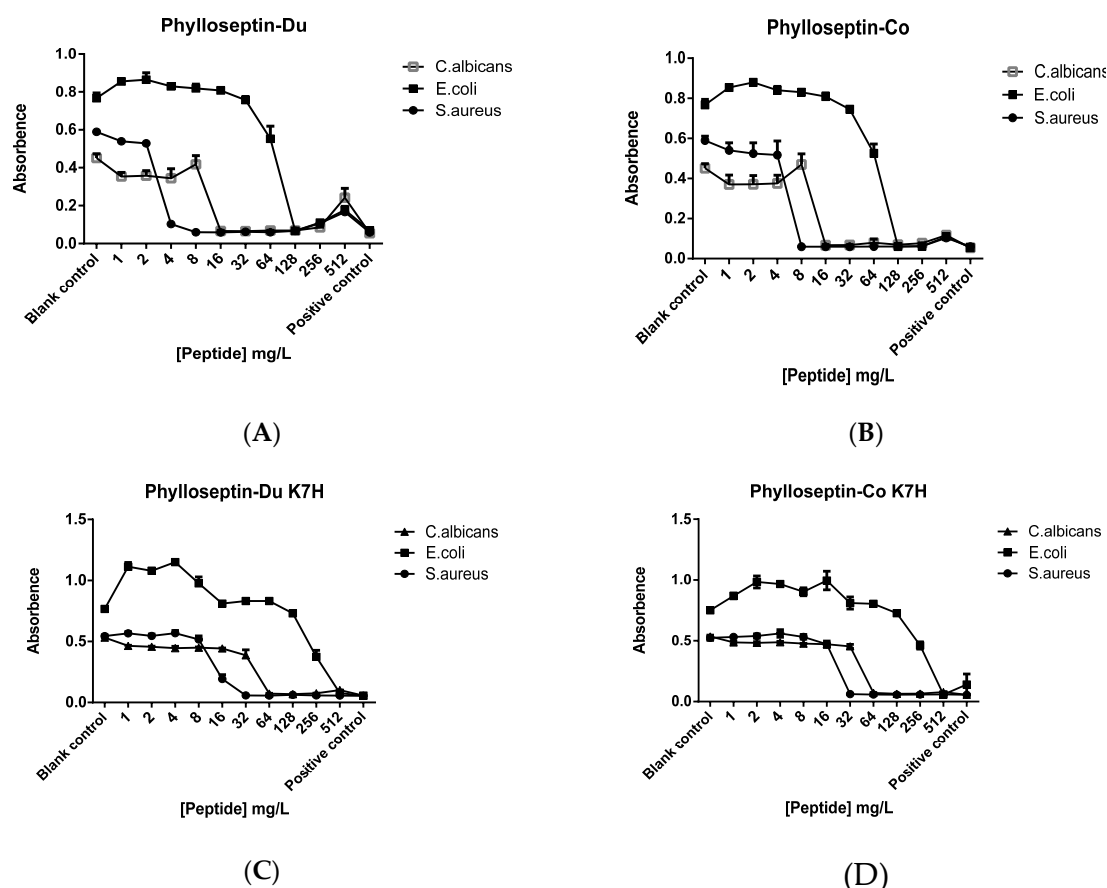 Phylloseptin-Du
Absorbence
1.0
0.8
0.6
0.4
0.2
0.0
Blank control
1
2
4
8
16
32
64
128
256
512
Positive control
[Peptide] mg/L
C.albicans
E.coli
S.aureus
(A)
Phylloseptin-Co
Absorbence
1.0
0.8
0.6
0.4
0.2
0.0
Blank control
1
2
4
8
16
32
64
128
256
512
Positive control
[Peptide] mg/L
C.albicans
E.coli
S.aureus
(B)
Phylloseptin-Du K7H
Absorbence
1.5
1.0
0.5
0.0
Blank control
1
2
4
8
16
32
64
128
256
512
Positive control
[Peptide] mg/L
C.albicans
E.coli
S.aureus
(C)
Phylloseptin-Co K7H
Absorbence
1.5
1.0
0.5
0.0
Blank control
1
2
4
8
16
32
64
128
256
512
Positive control
[Peptide] mg/L
C.albicans
E.coli
S.aureus
(D)